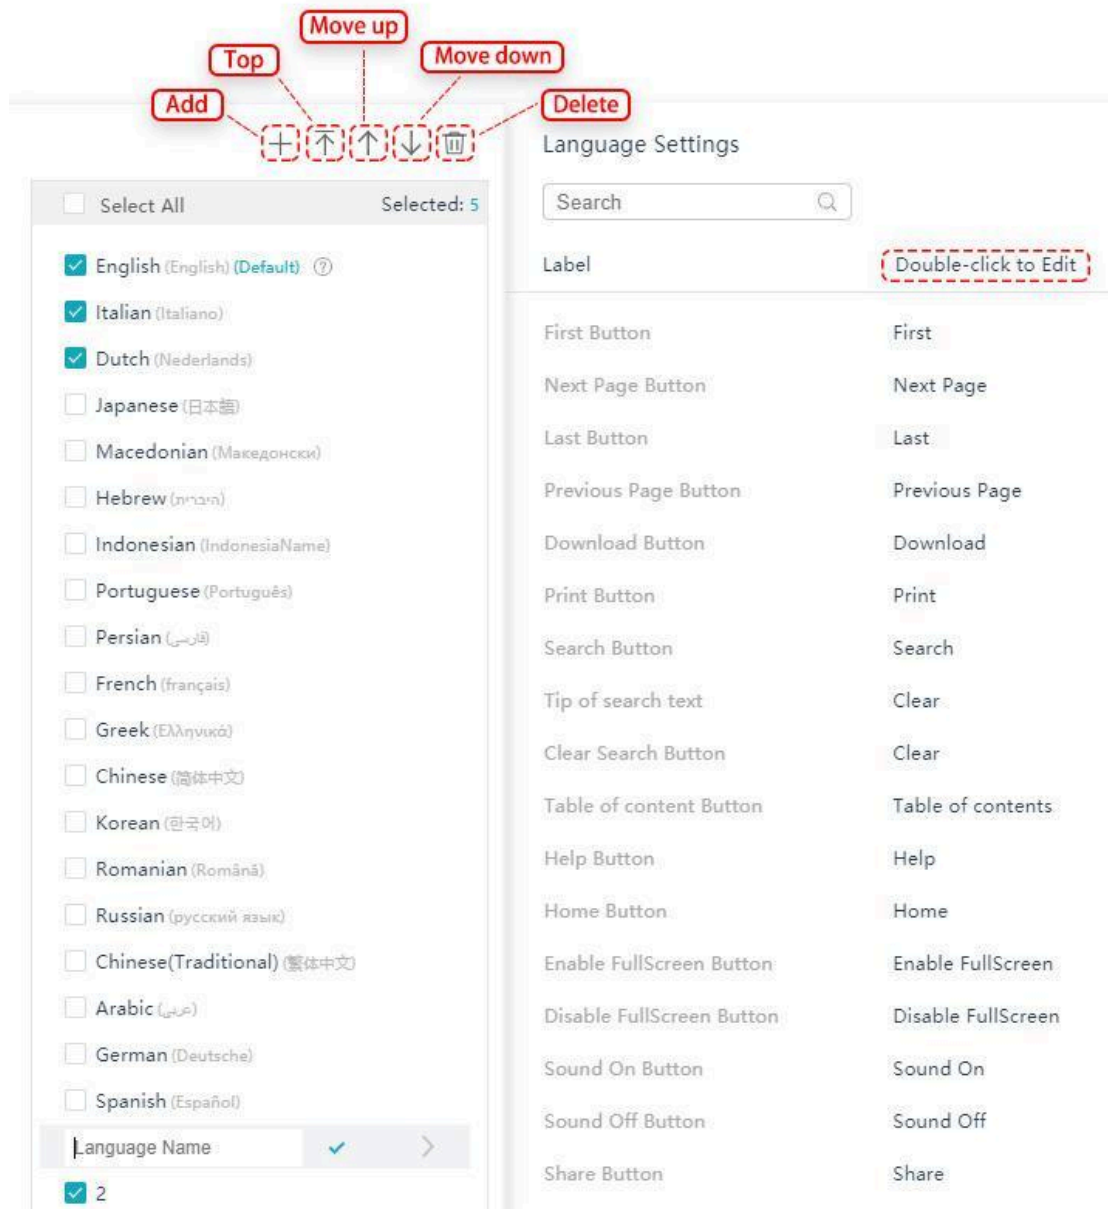 Move up
Top
Move down
Add
Delete
Language Settings
Select All Selected: 5
Search
English (English) (Default) ?
Label Double-click to Edit
Italian (Italiano)
First Button First
Dutch (Nederlands)
Next Page Button Next Page
Japanese (日本語)
Last Button Last
Macedonian (Македонски)
Previous Page Button Previous Page
Hebrew (היברית)
Download Button Download
Indonesian (IndonesiaName)
Print Button Print
Portuguese (Português)
Search Button Search
Persian (فارسی)
Tip of search text Clear
French (français)
Clear Search Button Clear
Greek (Ελληνικά)
Table of content Button Table of contents
Chinese (简体中文)
Help Button Help
Korean (한국어)
Home Button Home
Romanian (Română)
Enable FullScreen Button Enable FullScreen
Russian (русский язык)
Disable FullScreen Button Disable FullScreen
Chinese(Traditional) (繁体中文)
Sound On Button Sound On
Arabic (عربى)
Sound Off Button Sound Off
German (Deutsche)
Share Button Share
Spanish (Español)
Language Name
2